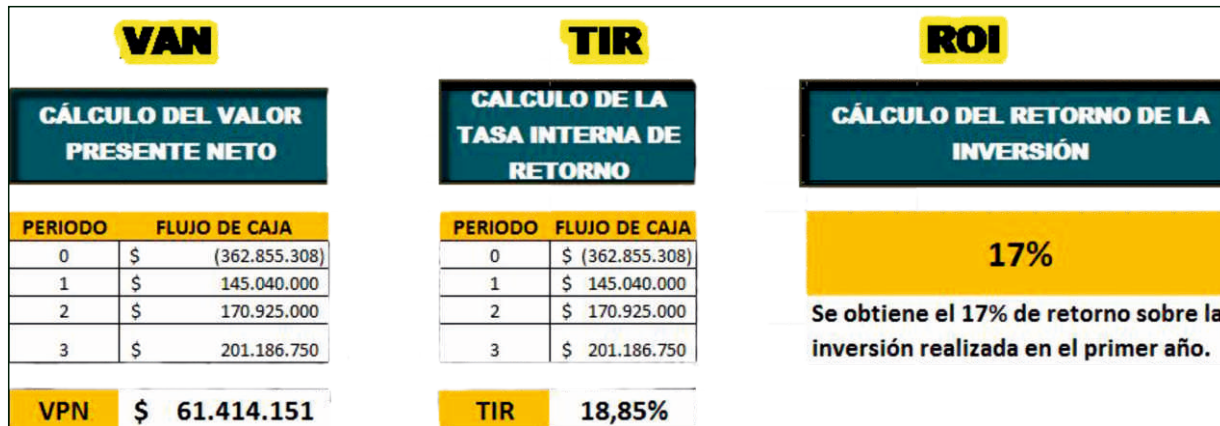 VAN
CÁLCULO DEL VALOR
PRESENTE NETO
PERIODO FLUJO DE CAJA
0 $ (362.855.308)
1 $ 145.040.000
2 $ 170.925.000
3 $ 201.186.750
VPN $ 61.414.151
TIR
CALCULO DE LA
TASA INTERNA DE
RETORNO
PERIODO FLUJO DE CAJA
0 $ (362.855.308)
1 $ 145.040.000
2 $ 170.925.000
3 $ 201.186.750
TIR 18,85%
ROI
CÁLCULO DEL RETORNO DE LA
INVERSIÓN
17%
Se obtiene el 17% de retorno sobre la
inversión realizada en el primer año.